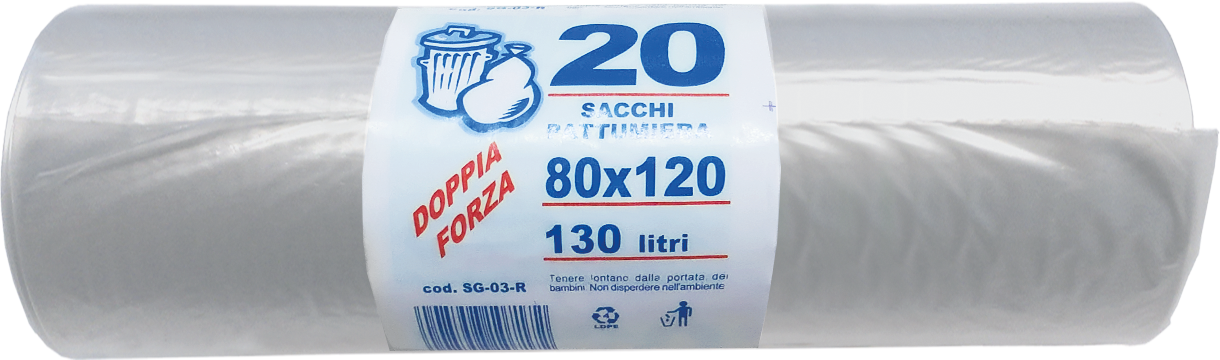 20
SACCHI
PATTUMIERA
DOPPIA
FORZA
80x120
130 litri
cod. SG-03-R
Tenere lontano dalla portata dei
bambini. Non disperdere nell'ambiente
LDPE